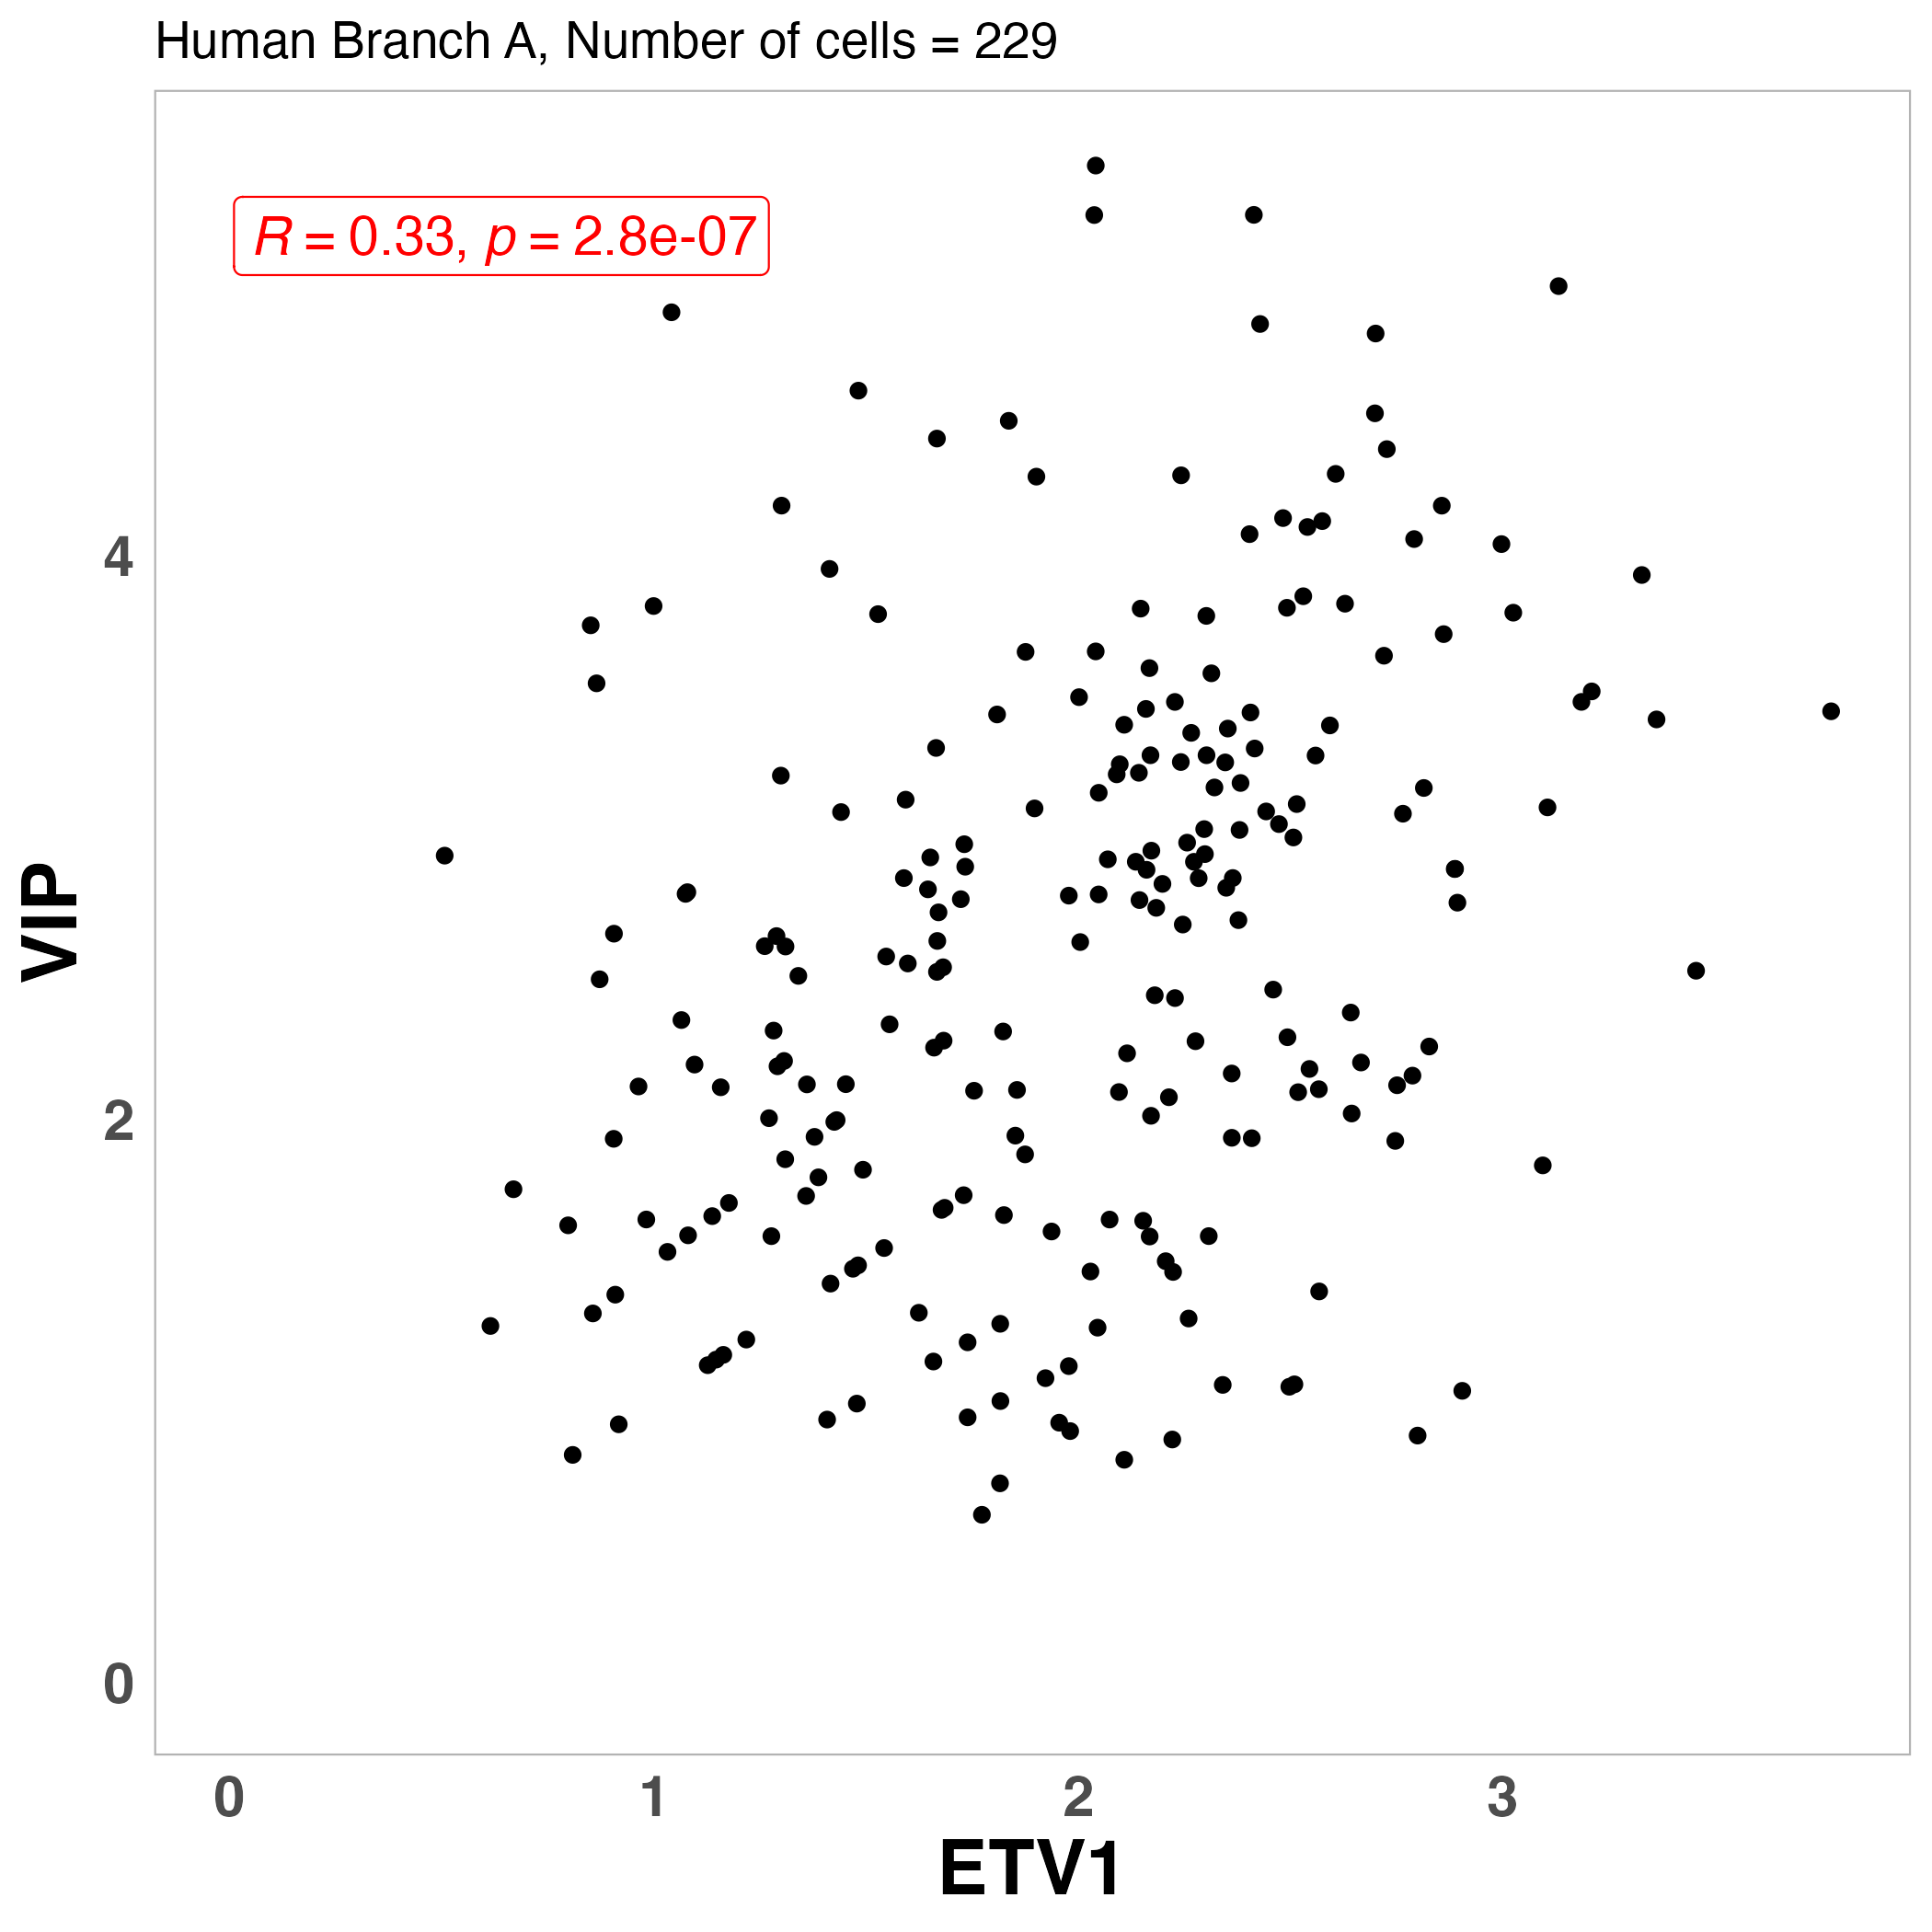 Human Branch A, Number of cells = 229
R = 0.33, p = 2.8e-07
4
2
0
VIP
0 1 2 3
ETV1